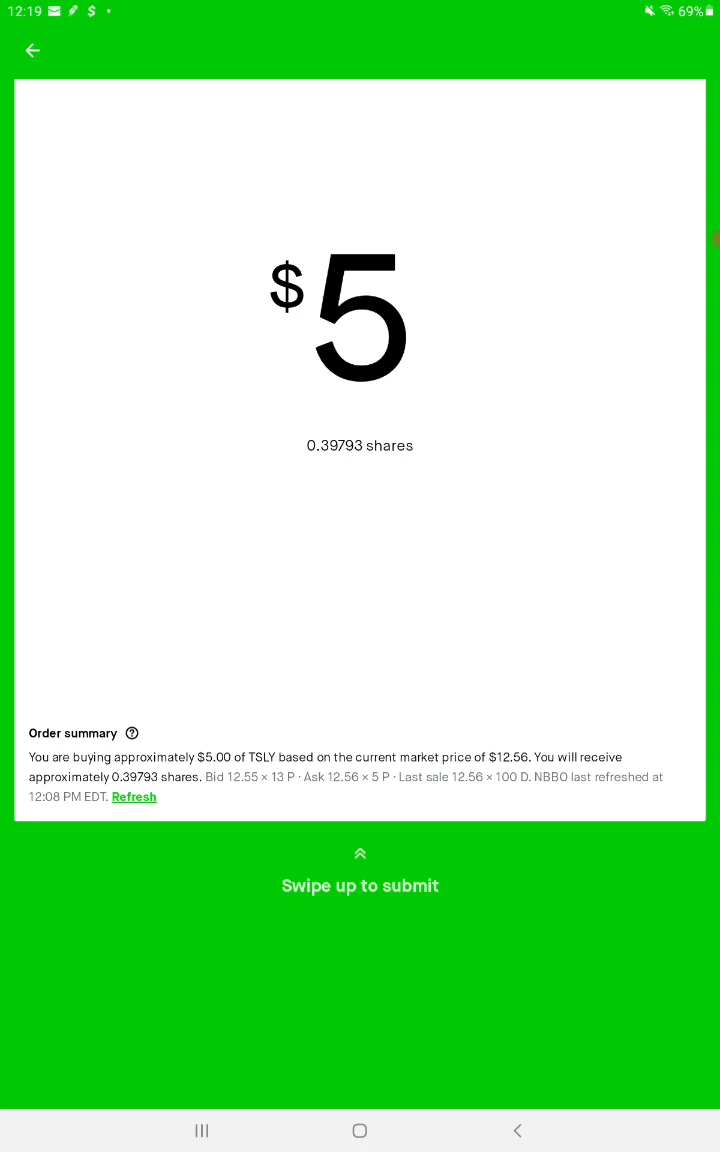 12:19 $ • 69%
$5
0.39793 shares
Order summary ?
You are buying approximately $5.00 of TSLY based on the current market price of $12.56. You will receive
approximately 0.39793 shares. Bid 12.55 × 13 P · Ask 12.56 × 5 P · Last sale 12.56 × 100 D. NBBO last refreshed at
12:08 PM EDT. Refresh
Swipe up to submit